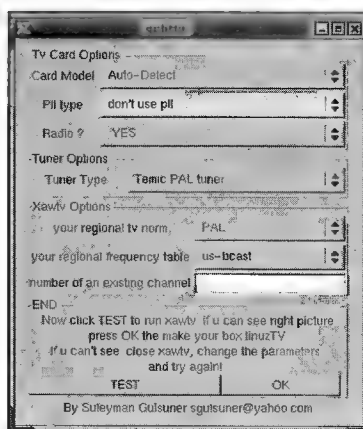 Tv Card Options
Card Model Auto-Detect
Pll type don't use pll
Radio ? YES
Tuner Options
Tuner Type Temic PAL tuner
Xawtv Options
your regional tv norm PAL
your regional frequency table us-bcast
number of an existing channel
END
Now click TEST to run xawtv if u can see right picture
press OK the make your box linuzTV
if u can't see close xawtv, change the parameters
and try again!
TEST OK
By Suleyman Gulsuner sgulsuner@yahoo.com